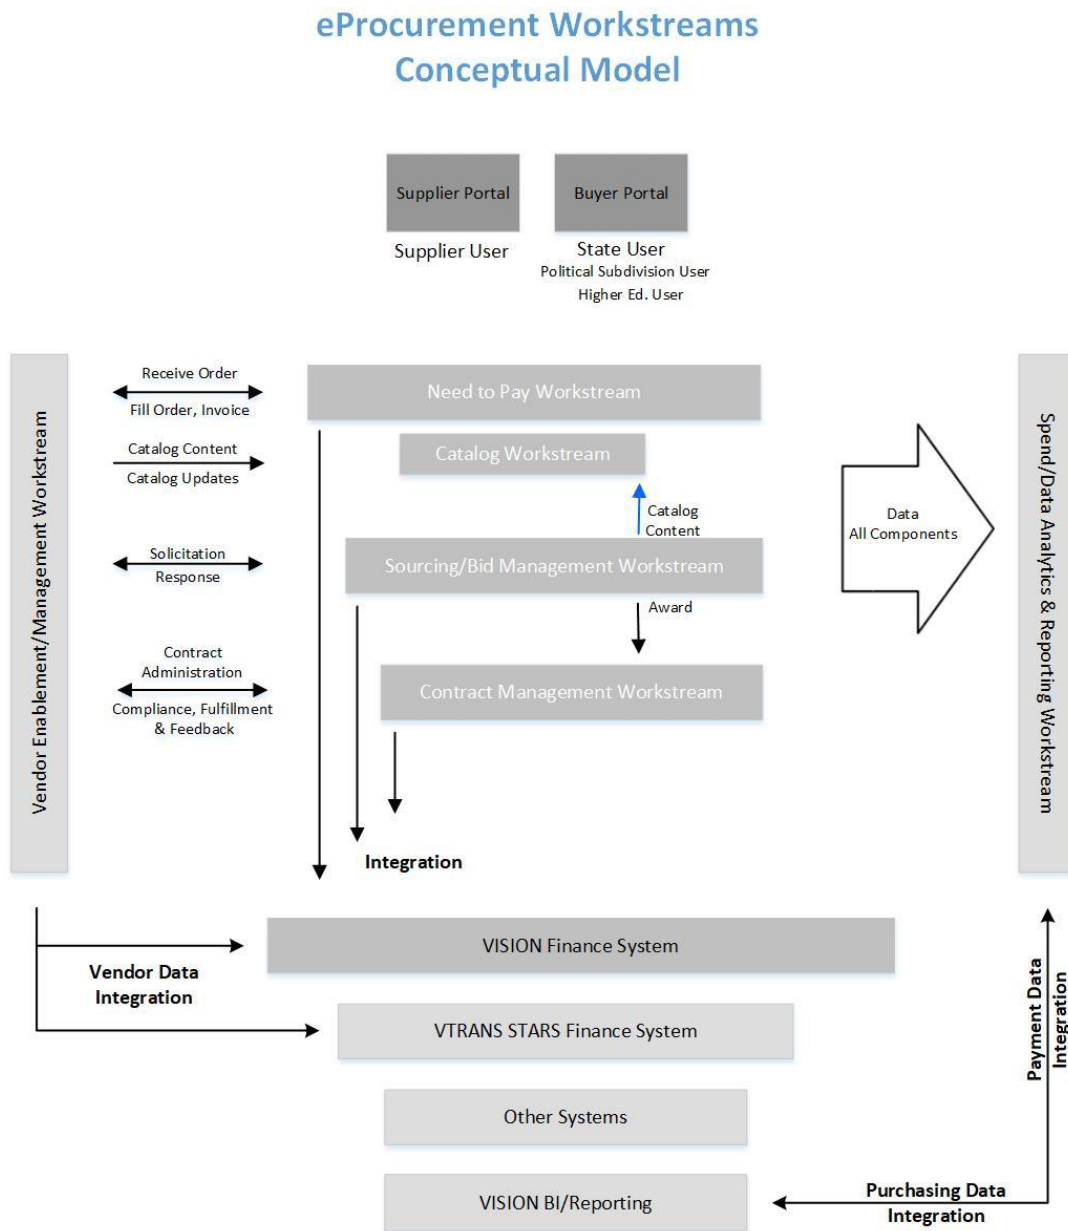 eProcurement Workstreams
Conceptual Model
Supplier Portal
Buyer Portal
Supplier User
State User
Political Subdivision User
Higher Ed. User
Vendor Enablement/Management Workstream
Receive Order
Fill Order, Invoice
Catalog Content
Catalog Updates
Solicitation
Response
Contract
Administration
Compliance, Fulfillment
& Feedback
Need to Pay Workstream
Catalog Workstream
Catalog
Content
Sourcing/Bid Management Workstream
Award
Contract Management Workstream
Integration
Data
All Components
Spend/Data Analytics & Reporting Workstream
Vendor Data
Integration
VISION Finance System
VTRANS STARS Finance System
Other Systems
VISION BI/Reporting
Payment Data
Integration
Purchasing Data
Integration